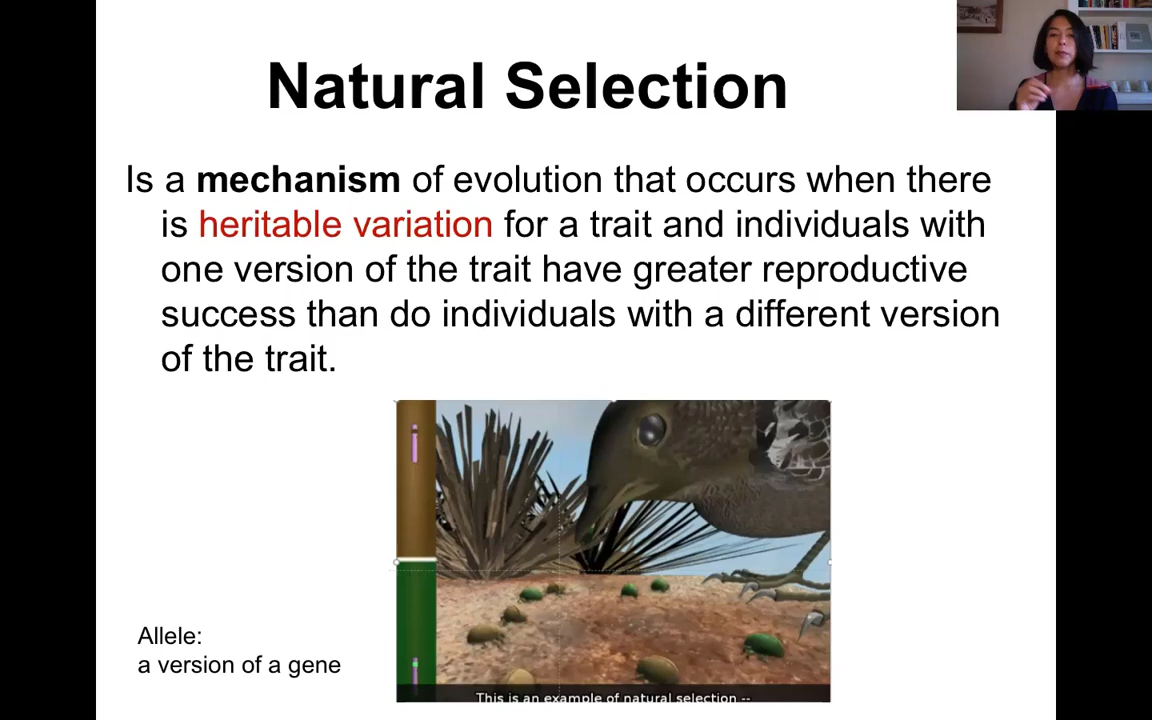 Natural Selection
Is a mechanism of evolution that occurs when there
is heritable variation for a trait and individuals with
one version of the trait have greater reproductive
success than do individuals with a different version
of the trait.
Allele:
a version of a gene
This is an example of natural selection --